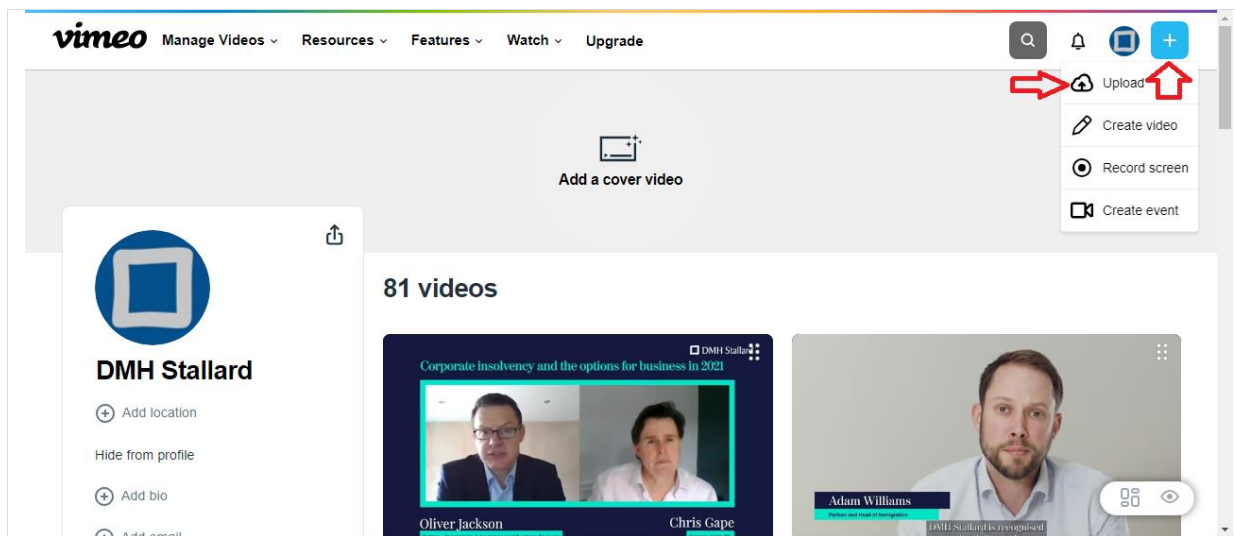 vimeo Manage Videos Resources Features Watch Upgrade
Upload
Create video
Record screen
Create event
Add a cover video
81 videos
DMH Stallard
Add location
Hide from profile
Add bio
Add email
DMH Stallard
Corporate insolvency and the options for business in 2021
Oliver Jackson
Chris Gape
Adam Williams
Partner and Head of Immigration
DMH Stallard is recognised